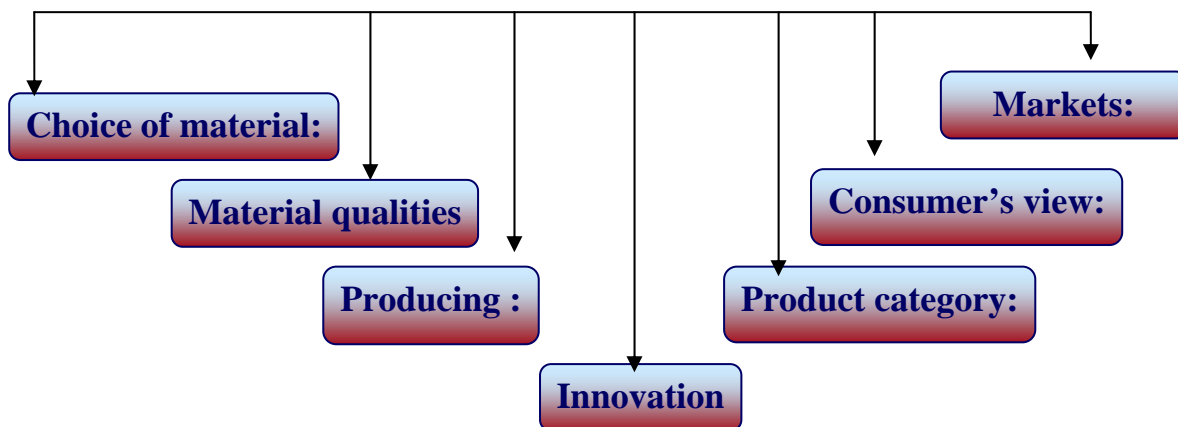 Choice of material:
Material qualities
Producing :
Innovation
Product category:
Consumer’s view:
Markets: